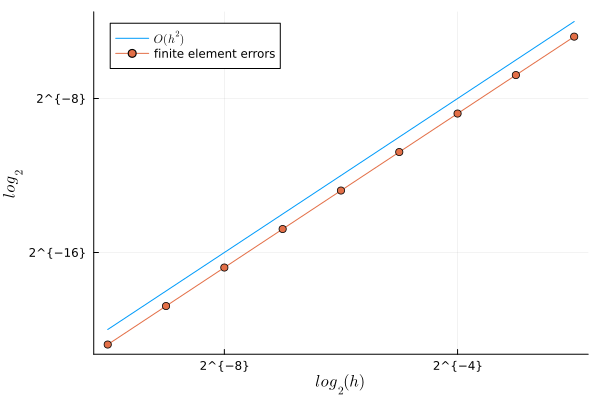 O(h²)
finite element errors
2^{−8}
2^{−16}
log₂
2^{−8}
2^{−4}
log₂(h)